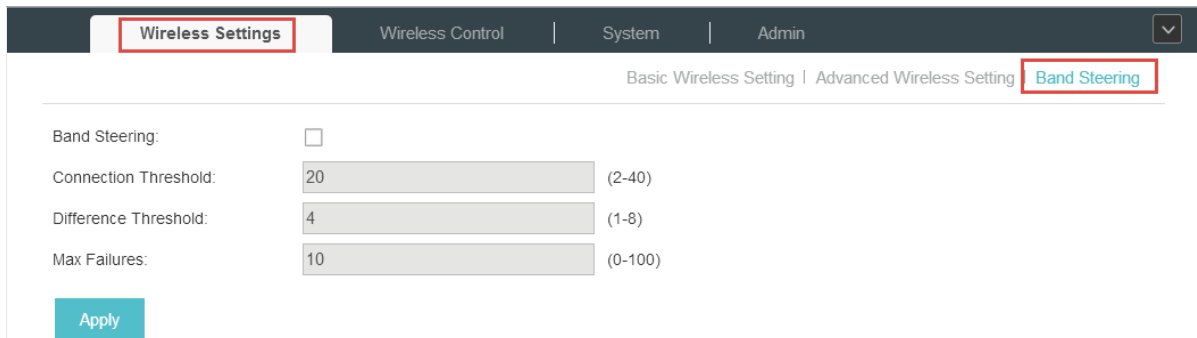 Wireless Settings Wireless Control | System | Admin
Basic Wireless Setting | Advanced Wireless Setting | Band Steering
Band Steering:
Connection Threshold: 20 (2-40)
Difference Threshold: 4 (1-8)
Max Failures: 10 (0-100)
Apply